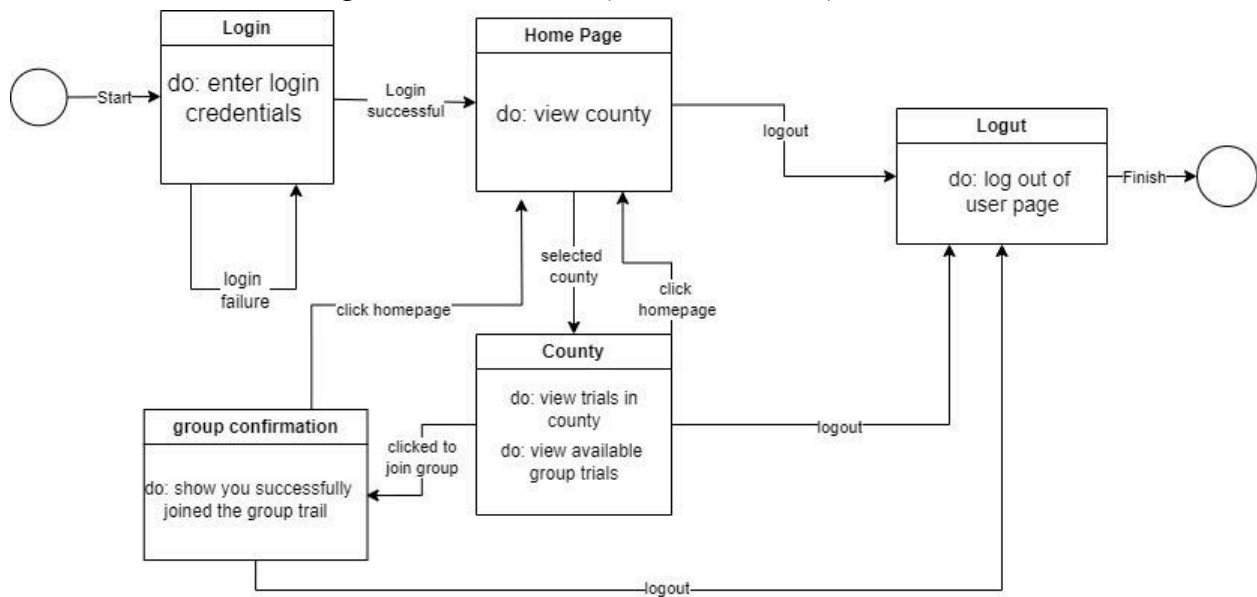 Login
do: enter login
credentials
Start
Login
successful
login
failure
Home Page
do: view county
logout
Logut
do: log out of
user page
Finish
selected
county
click
homepage
click homepage
County
do: view trials in
county
do: view available
group trials
logout
clicked to
join group
group confirmation
do: show you successfully
joined the group trail
logout